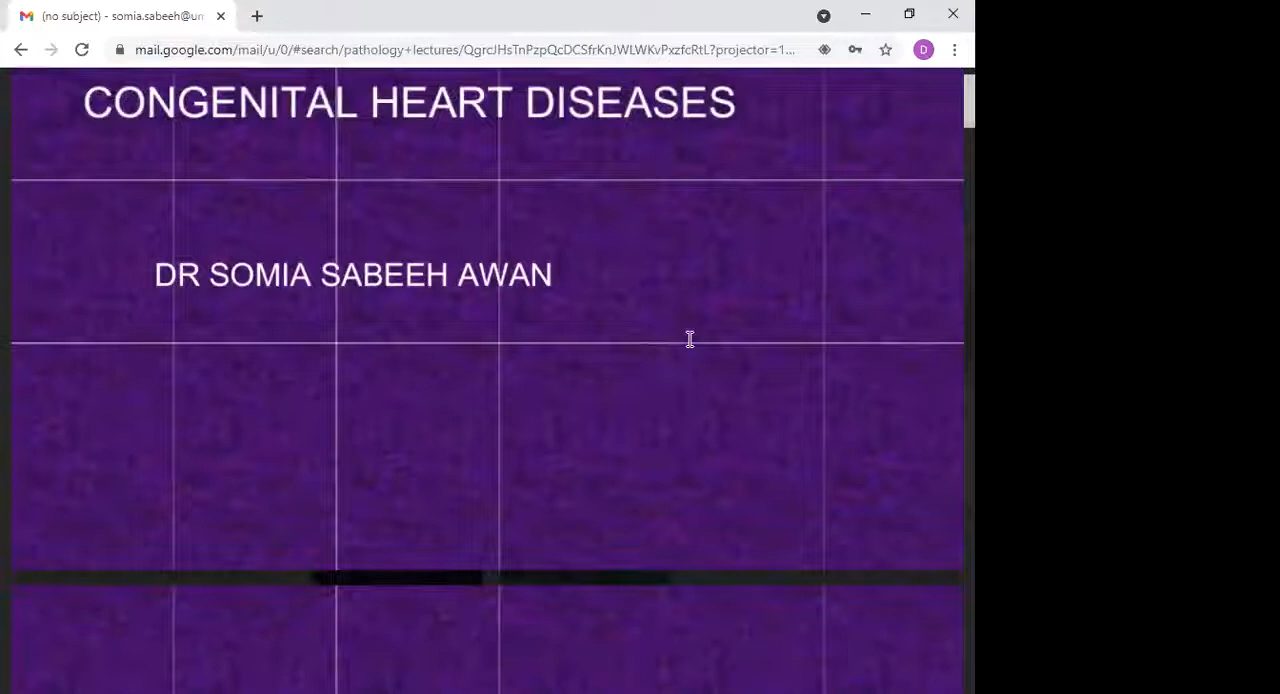 (no subject) - somia.sabeeh@un
mail.google.com/mail/u/0/#search/pathology+lectures/QgrcJHsTnPzpQcDCSfrKnJWLWKvPxzfcRtL?projector=1...
D
CONGENITAL HEART DISEASES
DR SOMIA SABEEH AWAN